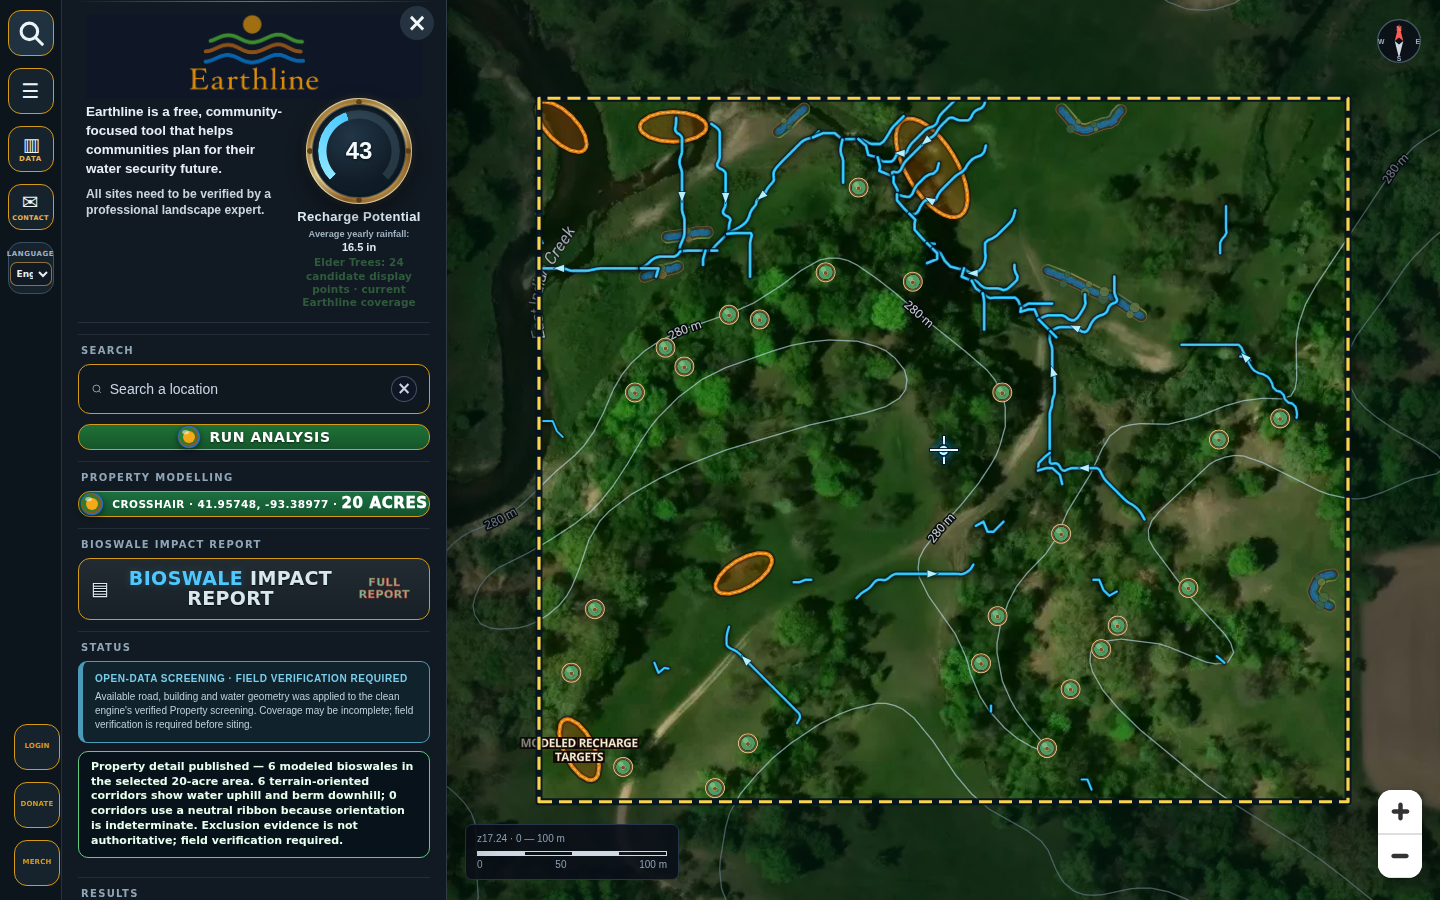 Earthline
Earthline is a free, community-
focused tool that helps
communities plan for their
water security future.
All sites need to be verified by a
professional landscape expert.
43
Recharge Potential
Average yearly rainfall:
16.5 in
Elder Trees: 24
candidate display
points · current
Earthline coverage
DATA
CONTACT
LANGUAGE
Eng
SEARCH
Search a location
RUN ANALYSIS
PROPERTY MODELLING
CROSSHAIR · 41.95748, -93.38977 · 20 ACRES
BIOSWALE IMPACT REPORT
BIOSWALE IMPACT
REPORT
FULL
REPORT
STATUS
OPEN-DATA SCREENING · FIELD VERIFICATION REQUIRED
Available road, building and water geometry was applied to the clean
engine's verified Property screening. Coverage may be incomplete; field
verification is required before siting.
Property detail published — 6 modeled bioswales in
the selected 20-acre area. 6 terrain-oriented
corridors show water uphill and berm downhill; 0
corridors use a neutral ribbon because orientation
is indeterminate. Exclusion evidence is not
authoritative; field verification required.
RESULTS
LOGIN
DONATE
MERCH
Creek
280 m
280 m
280 m
280 m
280 m
MODELED RECHARGE
TARGETS
W
E
S
z17.24 · 0 — 100 m
0
50
100 m